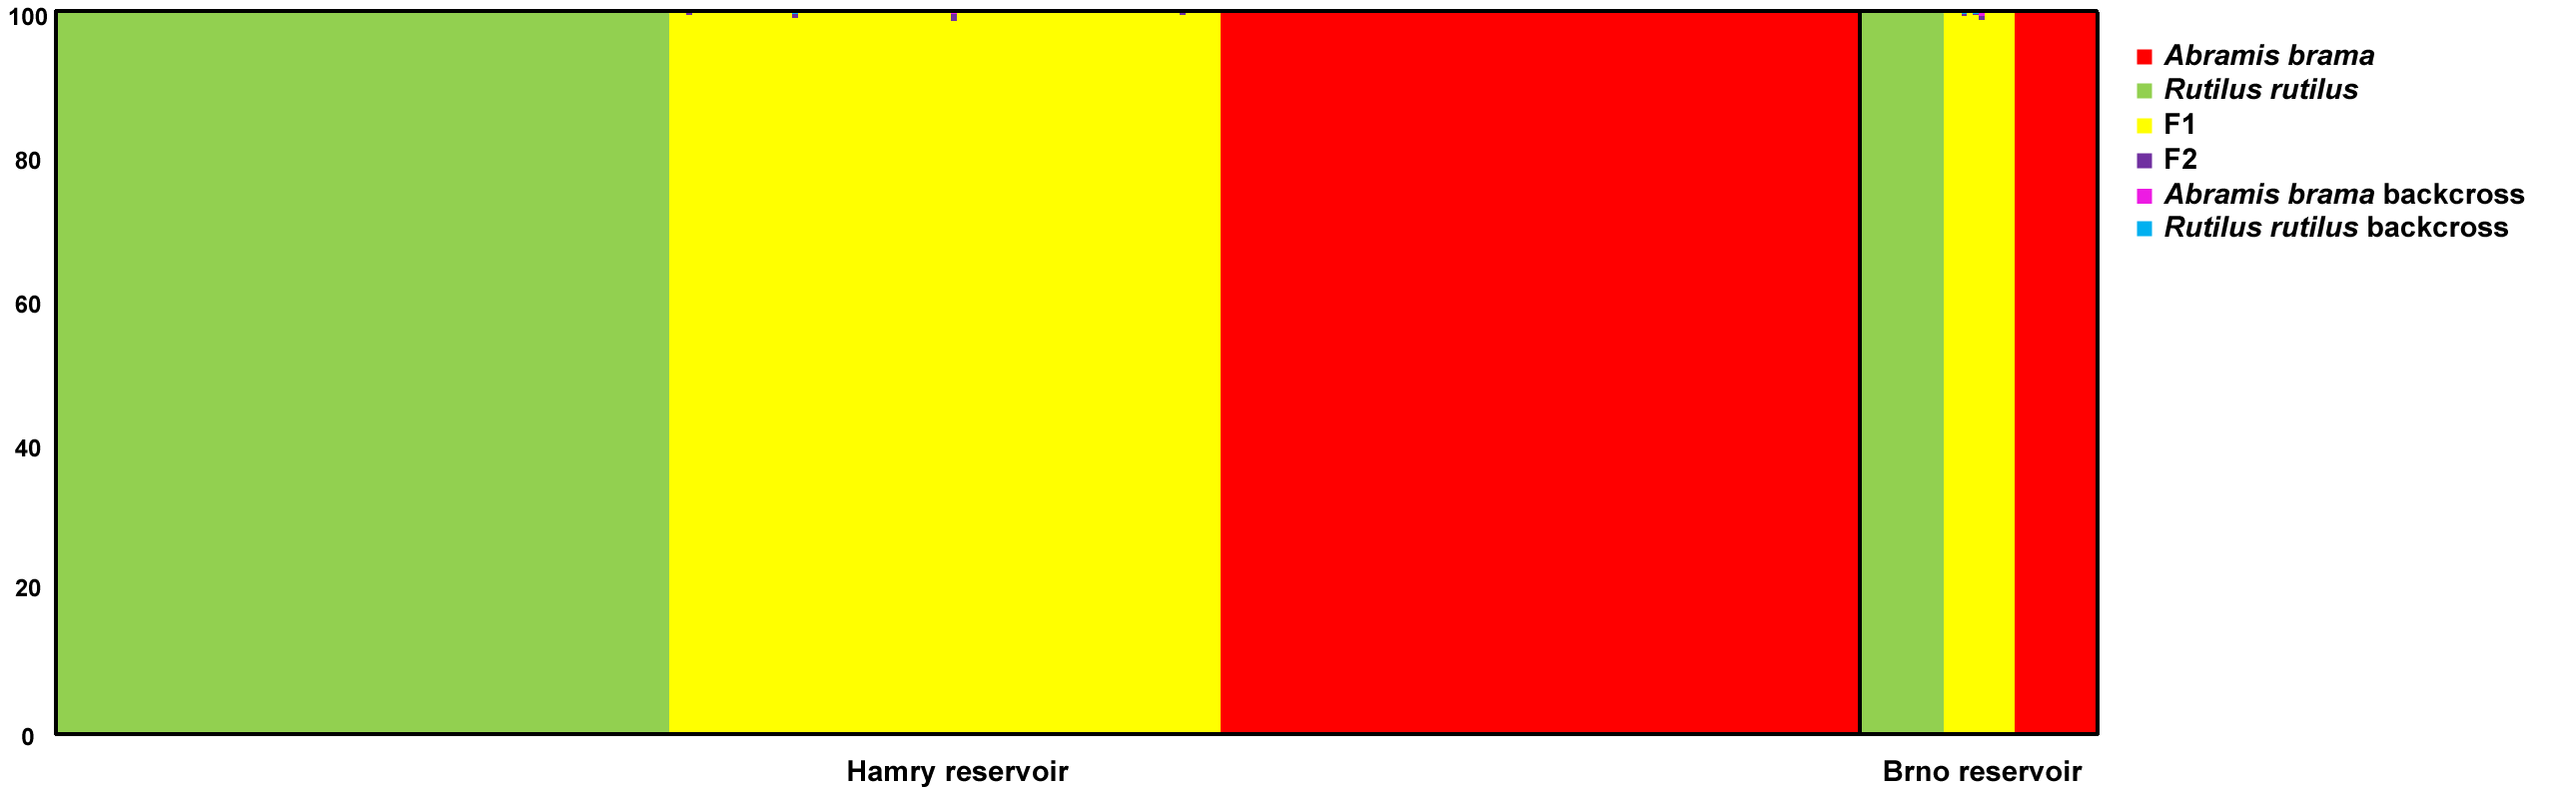 100
80
60
40
20
0
Hamry reservoir
Brno reservoir
Abramis brama
Rutilus rutilus
F1
F2
Abramis brama backcross
Rutilus rutilus backcross